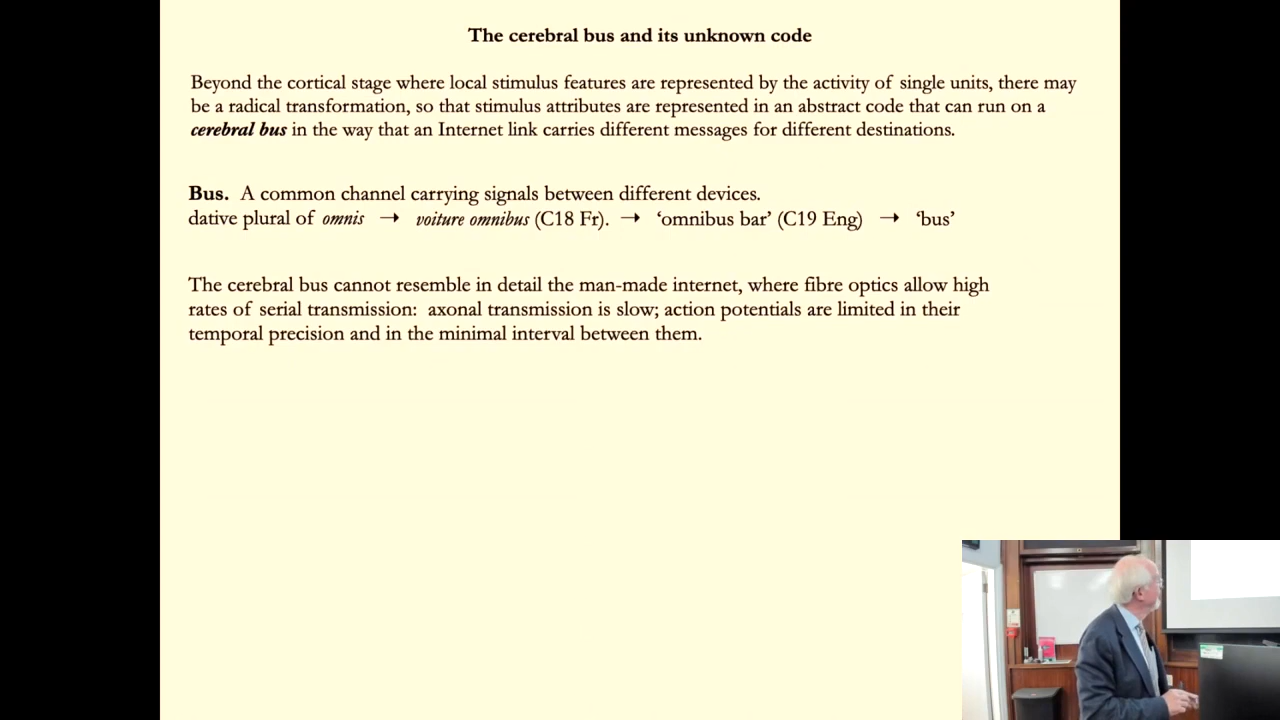 The cerebral bus and its unknown code
Beyond the cortical stage where local stimulus features are represented by the activity of single units, there may
be a radical transformation, so that stimulus attributes are represented in an abstract code that can run on a
cerebral bus in the way that an Internet link carries different messages for different destinations.
Bus. A common channel carrying signals between different devices.
dative plural of omnis → voiture omnibus (C18 Fr). → ‘omnibus bar’ (C19 Eng) → ‘bus’
The cerebral bus cannot resemble in detail the man-made internet, where fibre optics allow high
rates of serial transmission: axonal transmission is slow; action potentials are limited in their
temporal precision and in the minimal interval between them.